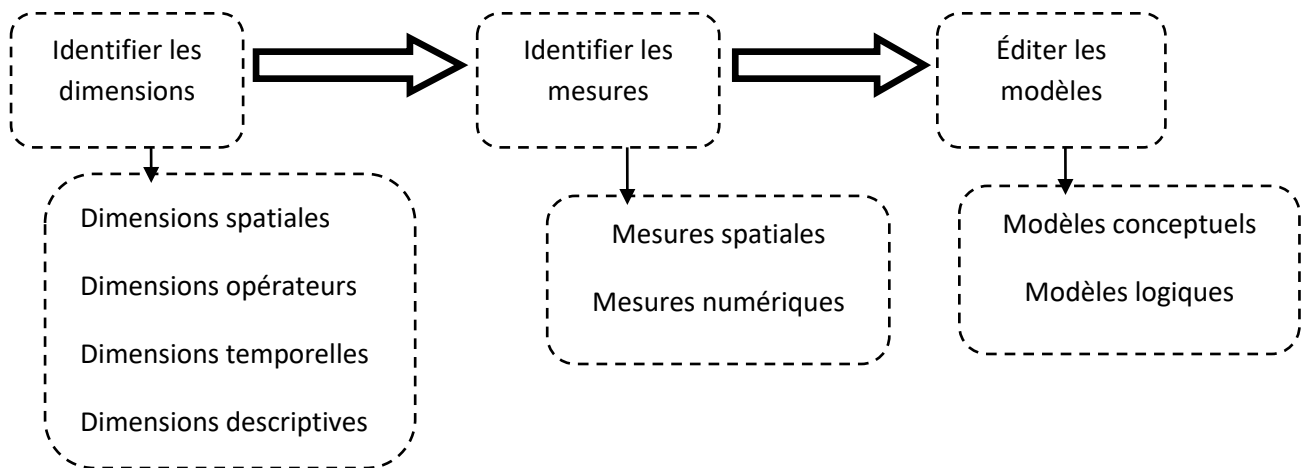 Identifier les
dimensions
Identifier les
mesures
Éditer les
modèles
Dimensions spatiales
Dimensions opérateurs
Dimensions temporelles
Dimensions descriptives
Mesures spatiales
Mesures numériques
Modèles conceptuels
Modèles logiques